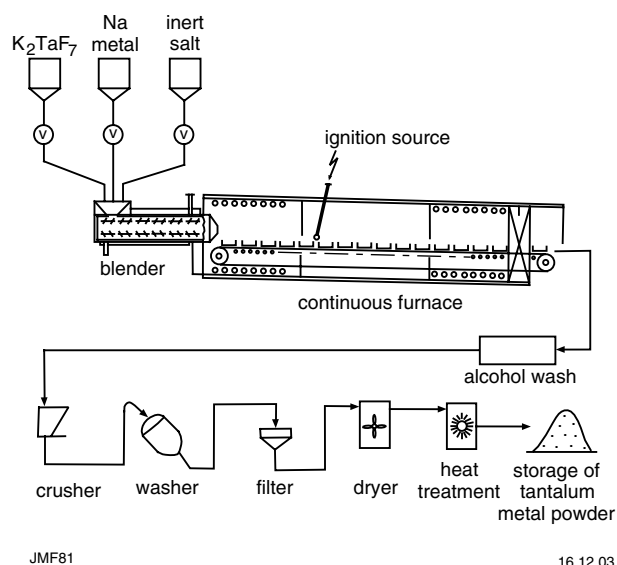 K2TaF7
Na
metal
inert
salt
V
V
V
ignition source
blender
continuous furnace
alcohol wash
crusher
washer
filter
dryer
heat
treatment
storage of
tantalum
metal powder
JMF81
16.12.03